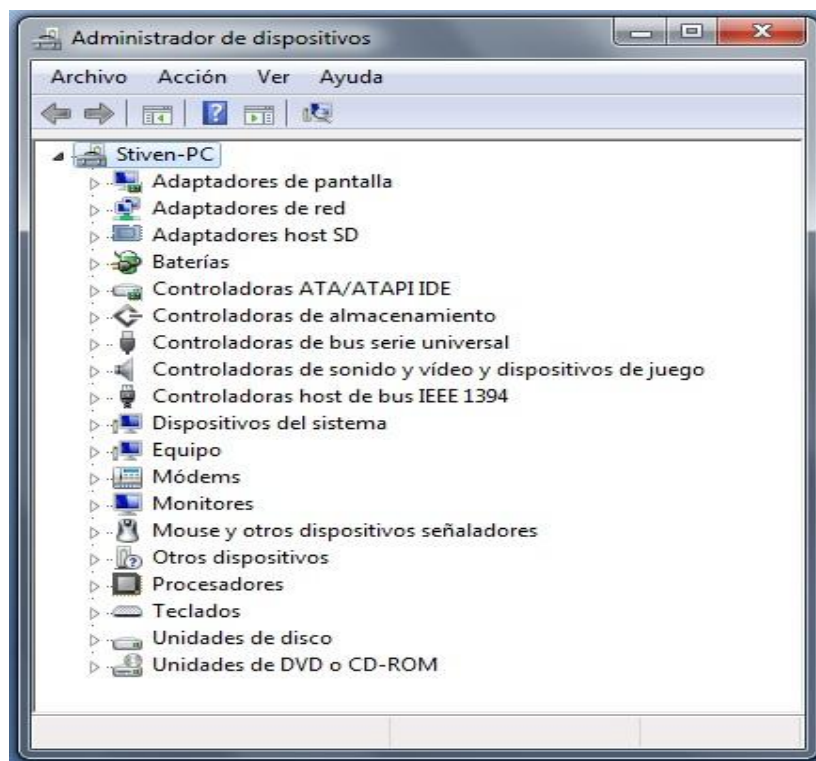 Administrador de dispositivos
Archivo Acción Ver Ayuda
Stiven-PC
Adaptadores de pantalla
Adaptadores de red
Adaptadores host SD
Baterías
Controladoras ATA/ATAPI IDE
Controladoras de almacenamiento
Controladoras de bus serie universal
Controladoras de sonido y vídeo y dispositivos de juego
Controladoras host de bus IEEE 1394
Dispositivos del sistema
Equipo
Módems
Monitores
Mouse y otros dispositivos señaladores
Otros dispositivos
Procesadores
Teclados
Unidades de disco
Unidades de DVD o CD-ROM